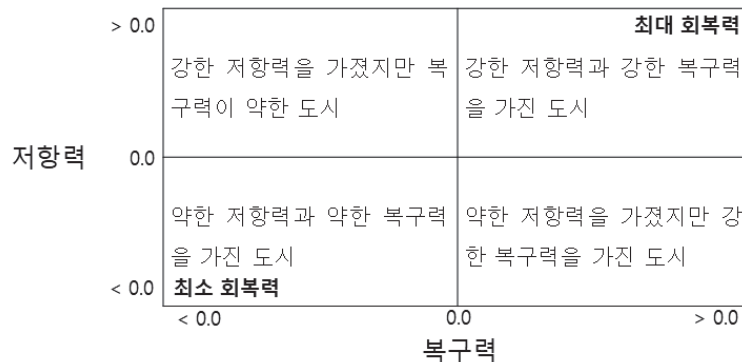 > 0.0
최대 회복력
강한 저항력을 가졌지만 복
구력이 약한 도시
강한 저항력과 강한 복구력
을 가진 도시
저항력
0.0
약한 저항력과 약한 복구력
을 가진 도시
약한 저항력을 가졌지만 강
한 복구력을 가진 도시
< 0.0
최소 회복력
< 0.0
0.0
> 0.0
복구력